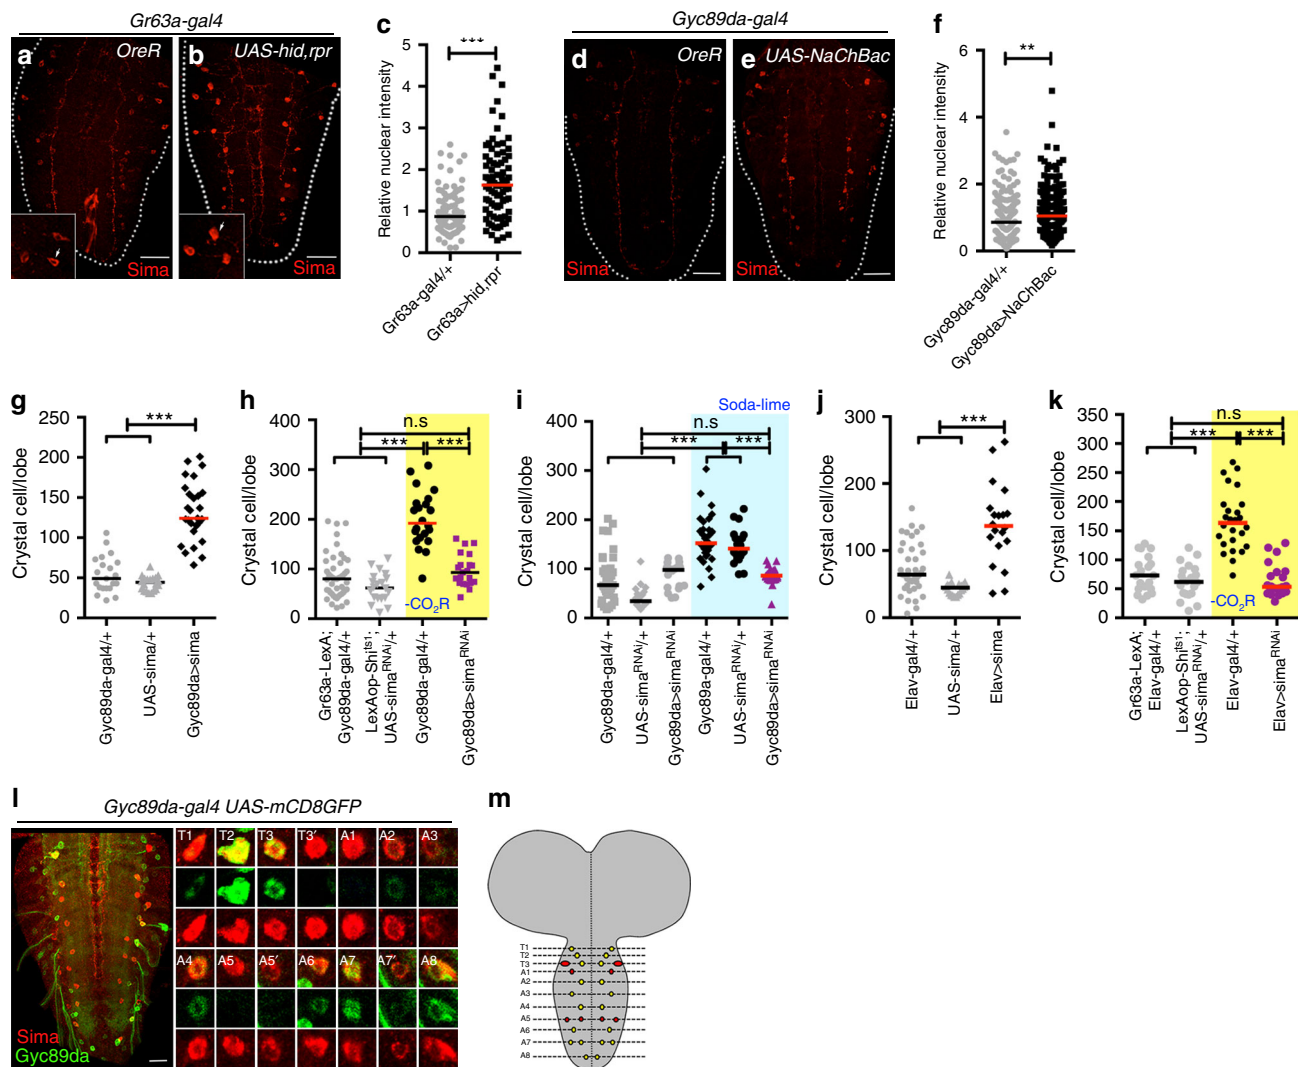 Gr63a-gal4
a
OreR
b
UAS-hid,rpr
Sima
Sima
c
***
Relative nuclear intensity
5
4
3
2
1
0
Gr63a-gal4/+
Gr63a>hid,rpr
Gyc89da-gal4
d
OreR
e
UAS-NaChBac
Sima
Sima
f
**
Relative nuclear intensity
6
4
2
0
Gyc89da-gal4/+
Gyc89da>NaChBac
g
***
Crystal cell/lobe
250
200
150
100
50
0
Gyc89da-gal4/+
UAS-sima/+
Gyc89da>sima
h
n.s
***
***
Crystal cell/lobe
400
300
200
100
0
-CO₂R
Gr63a-LexA;
Gyc89da-gal4/+
LexAop-Shiᵗˢ¹;
UAS-simaᴿᴺᴬⁱ/+
Gyc89da-gal4/+
Gyc89da>simaᴿᴺᴬⁱ
i
Soda-lime
n.s
***
***
Crystal cell/lobe
400
300
200
100
0
Gyc89da-gal4/+
UAS-simaᴿᴺᴬⁱ/+
Gyc89da>simaᴿᴺᴬⁱ
Gyc89a-gal4/+
UAS-simaᴿᴺᴬⁱ/+
Gyc89da>simaᴿᴺᴬⁱ
j
***
Crystal cell/lobe
300
200
100
0
Elav-gal4/+
UAS-sima/+
Elav>sima
k
n.s
***
***
Crystal cell/lobe
350
300
250
200
150
100
50
0
-CO₂R
Gr63a-LexA;
Elav-gal4/+
LexAop-Shiᵗˢ¹;
UAS-simaᴿᴺᴬⁱ/+
Elav-gal4/+
Elav>simaᴿᴺᴬⁱ
l
Gyc89da-gal4 UAS-mCD8GFP
Sima
Gyc89da
T1 T2 T3 T3′ A1 A2 A3
A4 A5 A5′ A6 A7 A7′ A8
m
T1
T2
T3
A1
A2
A3
A4
A5
A6
A7
A8